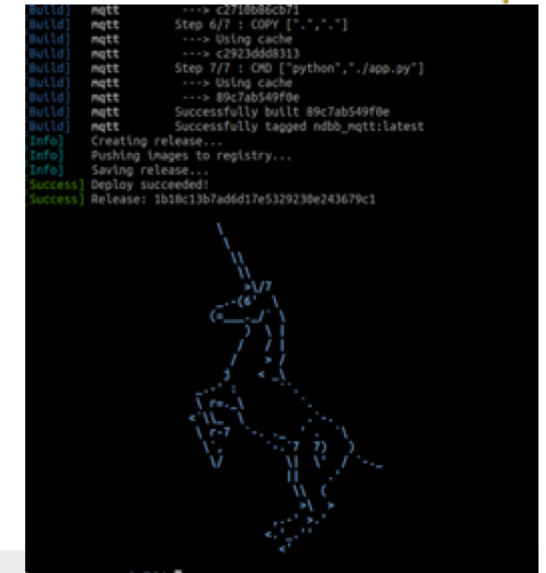 [Build] mqtt ---> c2710b86cb71
[Build] mqtt Step 6/7 : COPY [".","."]
[Build] mqtt ---> Using cache
[Build] mqtt ---> c2923ddd8313
[Build] mqtt Step 7/7 : CMD ["python","./app.py"]
[Build] mqtt ---> Using cache
[Build] mqtt ---> 89c7ab549f0e
[Build] mqtt Successfully built 89c7ab549f0e
[Build] mqtt Successfully tagged ndbb_mqtt:latest
[Info] Creating release...
[Info] Pushing images to registry...
[Info] Saving release...
[Success] Deploy succeeded!
[Success] Release: 1b18c13b7ad6d17e5329230e243679c1